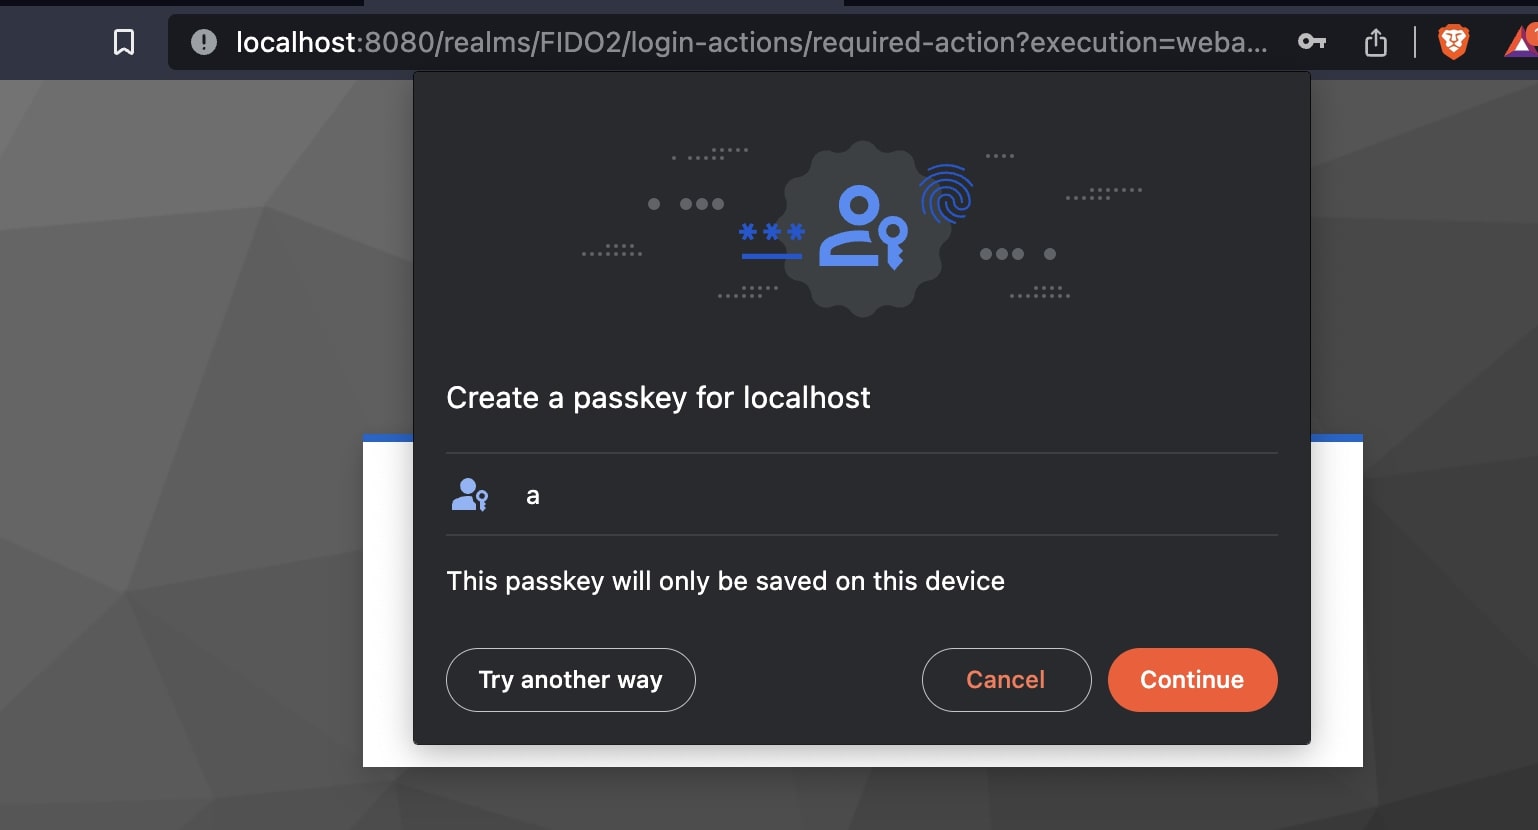 localhost:8080/realms/FIDO2/login-actions/required-action?execution=weba...
***
Create a passkey for localhost
a
This passkey will only be saved on this device
Try another way
Cancel
Continue